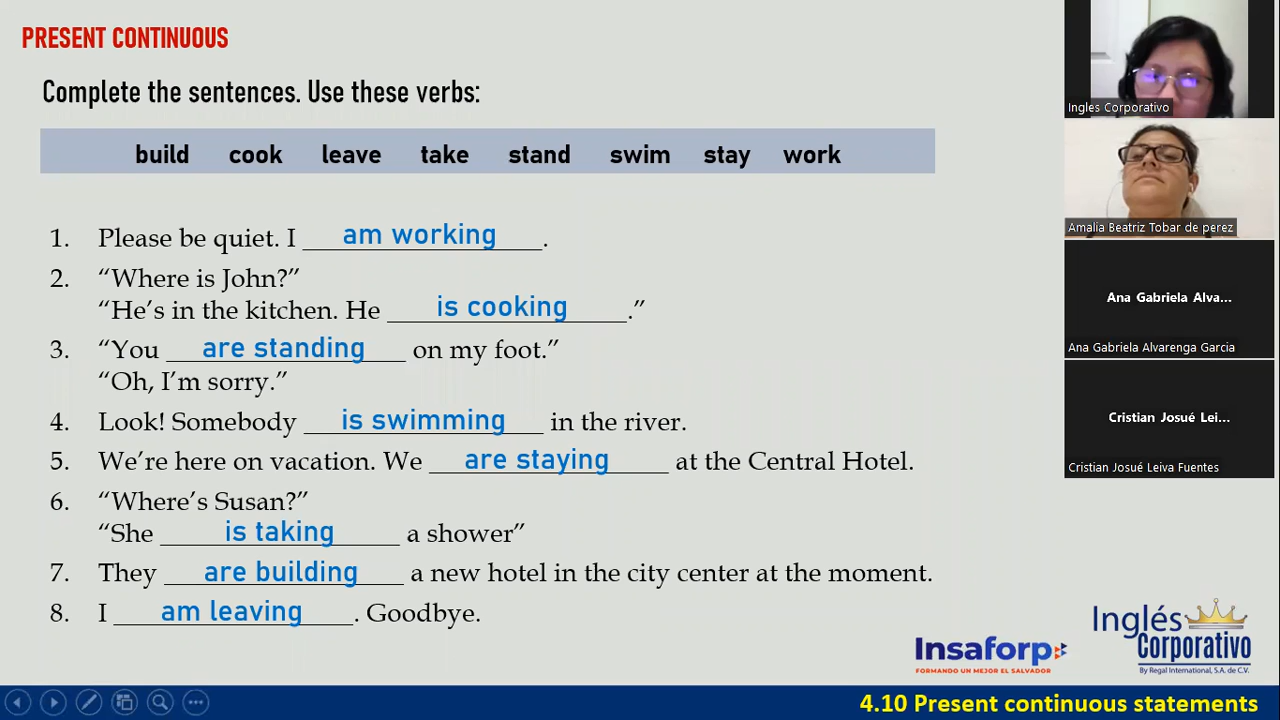 PRESENT CONTINUOUS
Complete the sentences. Use these verbs:
build cook leave take stand swim stay work
1. Please be quiet. I am working.
2. “Where is John?”
“He’s in the kitchen. He is cooking.”
3. “You are standing on my foot.”
“Oh, I’m sorry.”
4. Look! Somebody is swimming in the river.
5. We’re here on vacation. We are staying at the Central Hotel.
6. “Where’s Susan?”
“She is taking a shower”
7. They are building a new hotel in the city center at the moment.
8. I am leaving. Goodbye.
Ingles Corporativo
Amalia Beatriz Tobar de perez
Ana Gabriela Alva...
Ana Gabriela Alvarenga Garcia
Cristian Josué Lei...
Cristian Josué Leiva Fuentes
Insaforp
FORMANDO UN MEJOR EL SALVADOR
Inglés
Corporativo
By Regal International, S.A. de C.V.
4.10 Present continuous statements